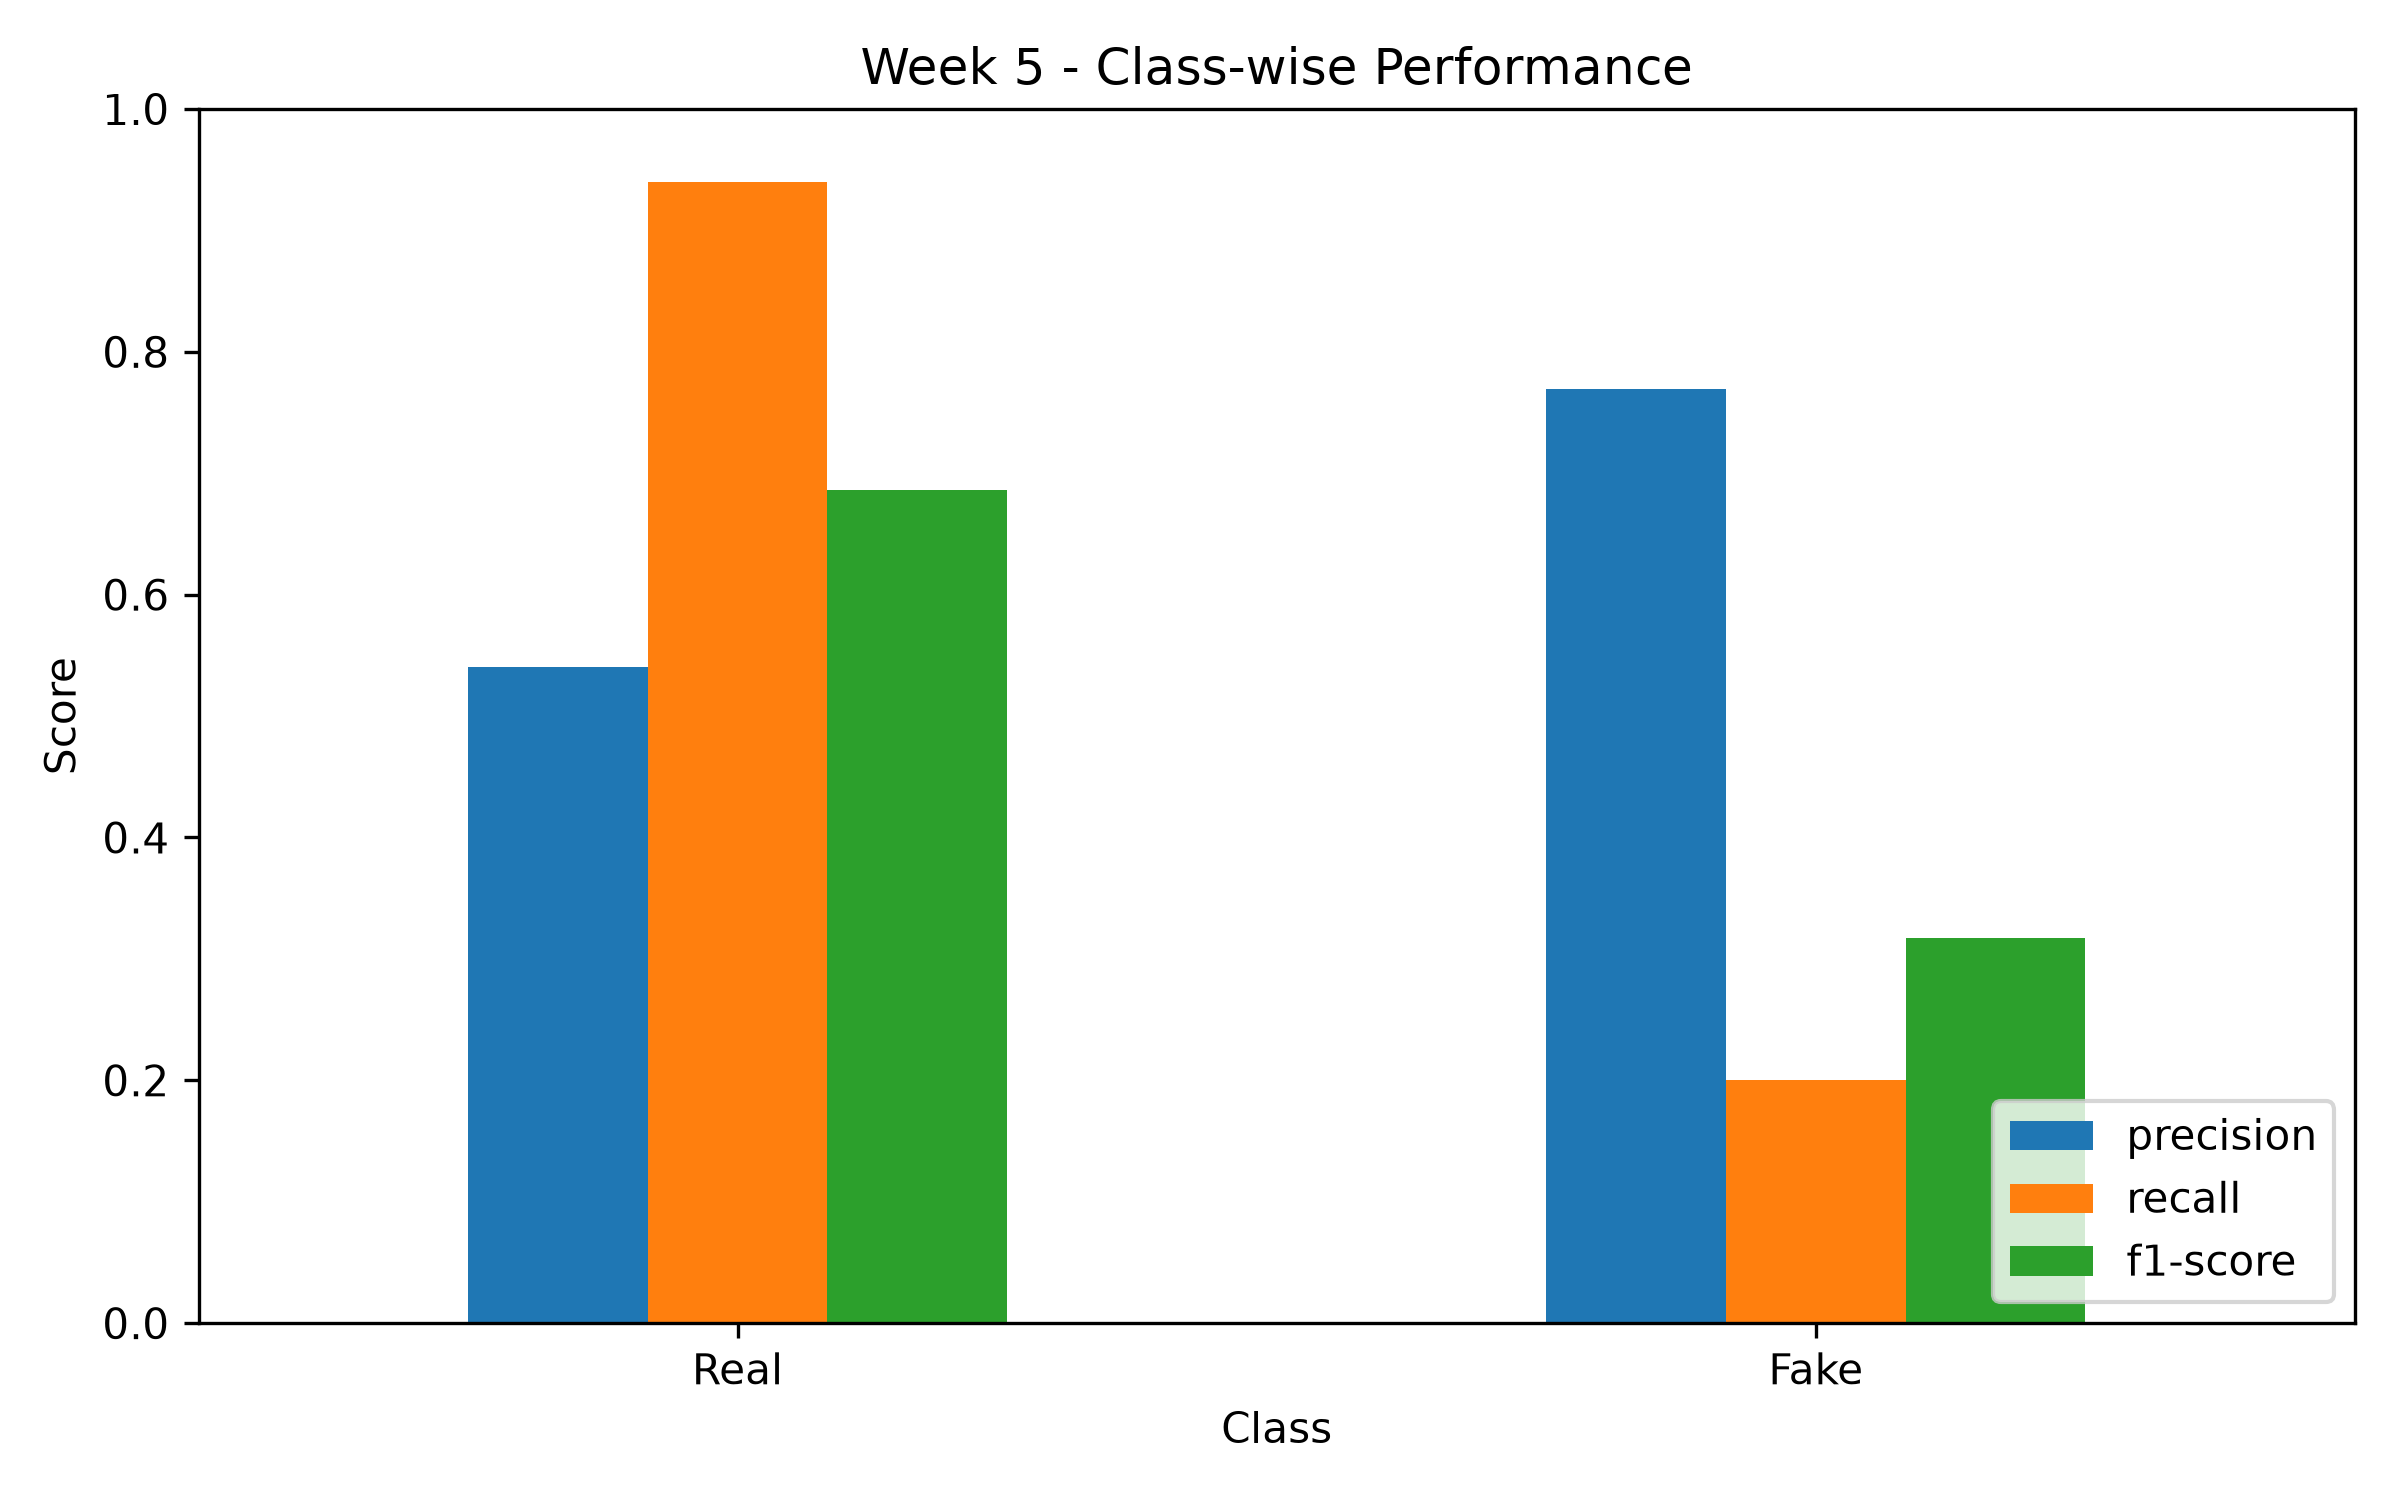 Week 5 - Class-wise Performance
1.0
0.8
0.6
0.4
0.2
0.0
Score
Real
Fake
Class
precision
recall
f1-score